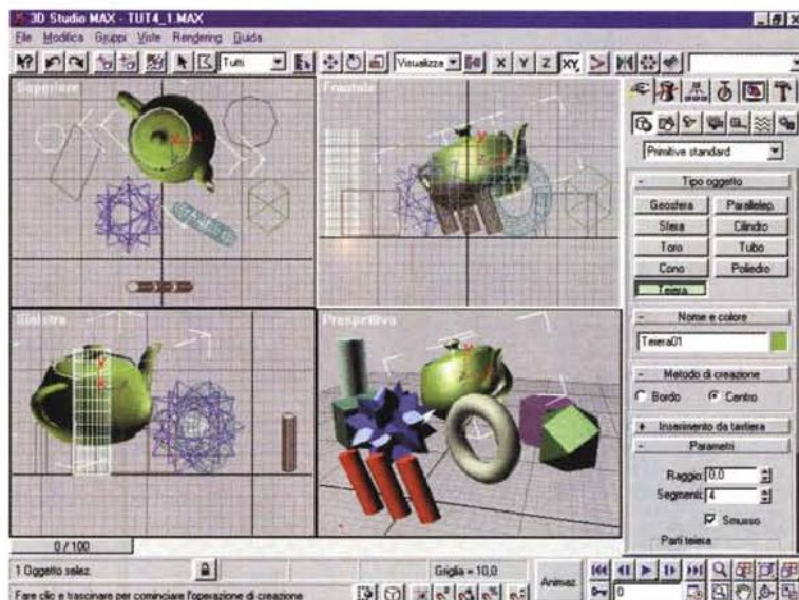 3D Studio MAX - TUT4_1.MAX
File Modifica Gruppi Viste Rendering Guida
Tutti Visualizza X Y Z XY
Superiore
Frontale
Sinistra
Prospettiva
Primitive standard
- Tipo oggetto
Geosfera Parallelep.
Sfera Cilindro
Toro Tubo
Cono Poliedro
Teiera
- Nome e colore
Teiera01
- Metodo di creazione
Bordo Centro
+ Inserimento da tastiera
- Parametri
Raggio: 0,0
Segmenti: 4
Smusso
Parti teiera
0 / 100
1 Oggetto selez.
Griglia = 10,0
Animaz
0
Fare clic e trascinare per cominciare l'operazione di creazione